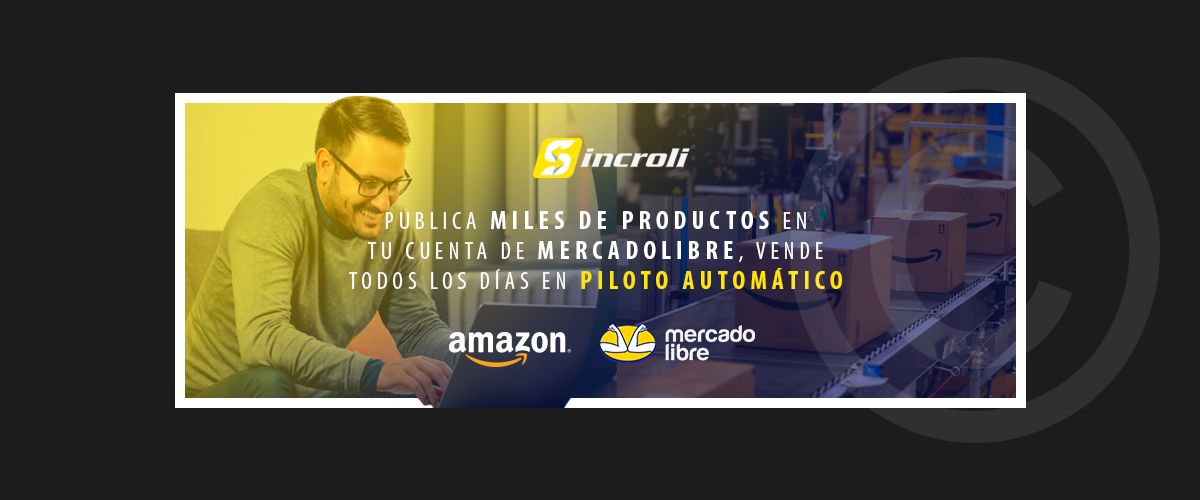 Sincroli
PUBLICA MILES DE PRODUCTOS EN
TU CUENTA DE MERCADOLIBRE, VENDE
TODOS LOS DÍAS EN PILOTO AUTOMÁTICO
amazon®
mercado
libre
©